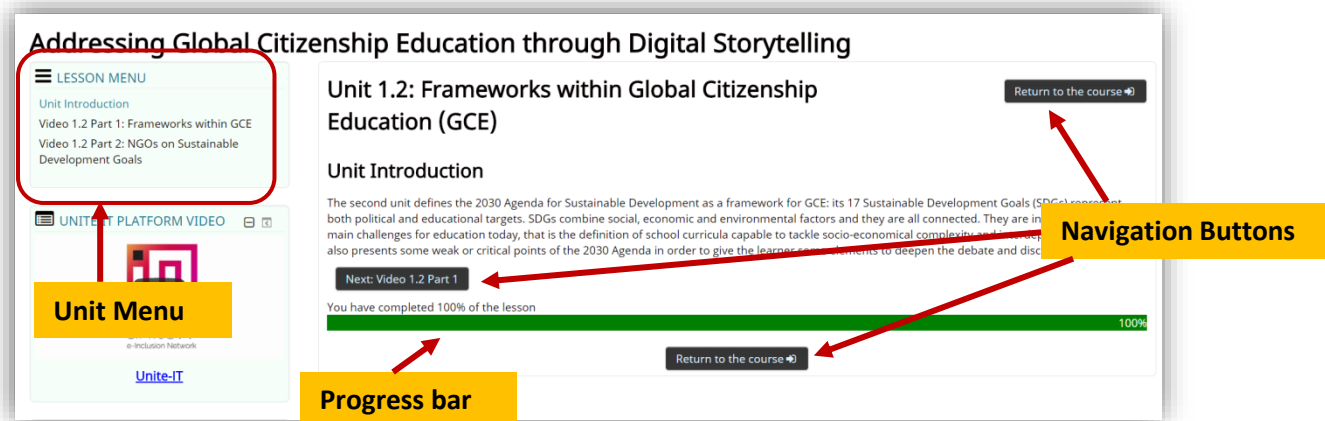 Addressing Global Citizenship Education through Digital Storytelling
LESSON MENU
Unit Introduction
Video 1.2 Part 1: Frameworks within GCE
Video 1.2 Part 2: NGOs on Sustainable
Development Goals
UNITE-IT PLATFORM VIDEO
Unit Menu
e-Inclusion Network
Unite-IT
Unit 1.2: Frameworks within Global Citizenship
Education (GCE)
Return to the course
Unit Introduction
The second unit defines the 2030 Agenda for Sustainable Development as a framework for GCE: its 17 Sustainable Development Goals (SDGs) represent
both political and educational targets. SDGs combine social, economic and environmental factors and they are all connected. They are in
main challenges for education today, that is the definition of school curricula capable to tackle socio-economical complexity and
also presents some weak or critical points of the 2030 Agenda in order to give the learner some elements to deepen the debate and
Navigation Buttons
Next: Video 1.2 Part 1
You have completed 100% of the lesson
100%
Return to the course
Progress bar